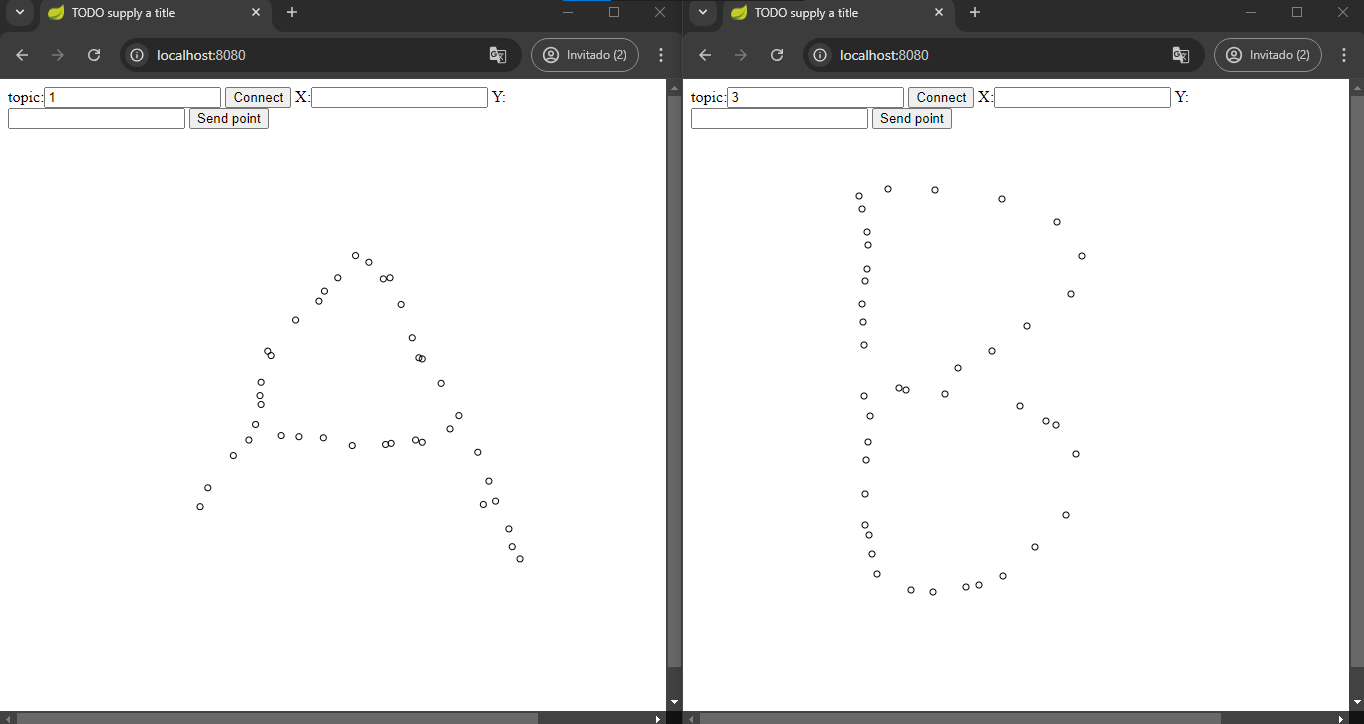 TODO supply a title
localhost:8080
Invitado (2)
topic: 1 Connect X: Y:
Send point
A
TODO supply a title
localhost:8080
Invitado (2)
topic: 3 Connect X: Y:
Send point
B